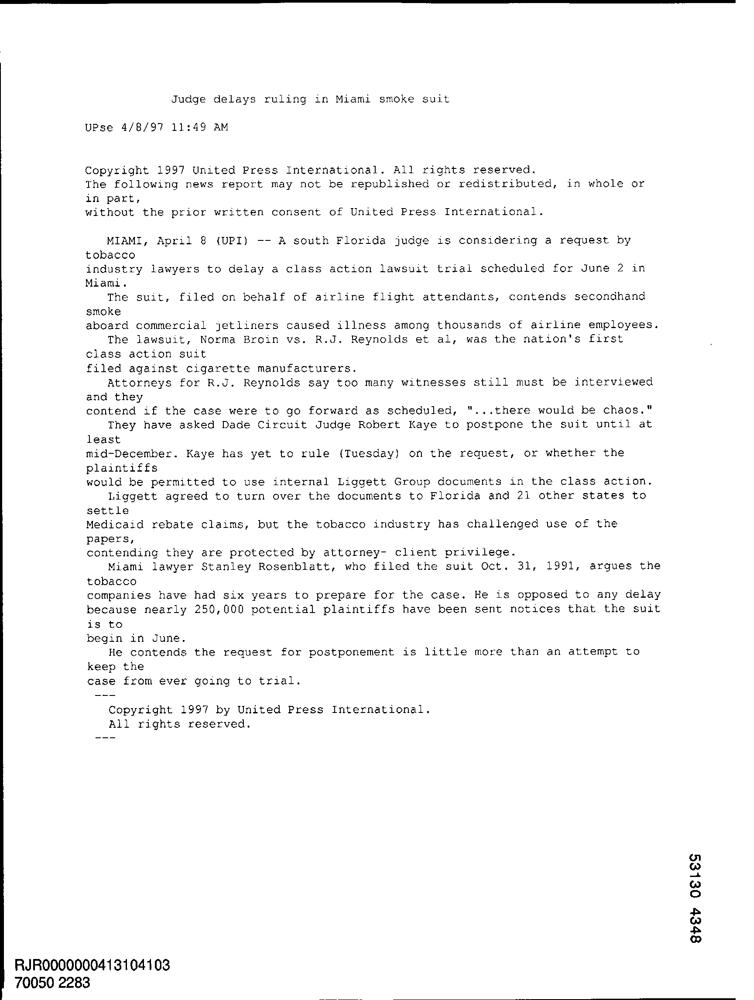 Judge delays ruling in Miami smoke suit
UPse 4/8/97 11:49 AM
Copyright 1997 United Press International. All rights reserved.
The following news report may not be republished or redistributed, in whole or
in part,
without the prior written consent of United Press International.
MIAMI, April 8 (UPI) -- A south Florida judge is considering a request by
tobacco
industry lawyers to delay a class action lawsuit trial scheduled for June 2 in
Miami.
The suit, filed on behalf of airline flight attendants, contends secondhand
smoke
aboard commercial jetliners caused illness among thousands of airline employees.
The lawsuit, Norma Broin vs. R.J. Reynolds et al, was the nation's first
class action suit
filed against cigarette manufacturers.
Attorneys for R.J. Reynolds say too many witnesses still must be interviewed
and they
contend if the case were to go forward as scheduled, "...there would be chaos."
They have asked Dade Circuit Judge Robert Kaye to postpone the suit until at
least
mid-December. Kaye has yet to rule (Tuesday) on the request, or whether the
plaintiffs
would be permitted to use internal Liggett Group documents in the class action.
Liggett agreed to turn over the documents to Florida and 21 other states to
settle
Medicaid rebate claims, but the tobacco industry has challenged use of the
papers,
contending they are protected by attorney- client privilege.
Miami lawyer Stanley Rosenblatt, who filed the suit Oct. 31, 1991, argues the
tobacco
companies have had six years to prepare for the case. He is opposed to any delay
because nearly 250,000 potential plaintiffs have been sent notices that the suit
is to
begin in June.
He contends the request for postponement is little more than an attempt to
keep the
case from ever going to trial.
---
Copyright 1997 by United Press International.
All rights reserved.
---
53130 4348
RJR0000000413104103
70050 2283